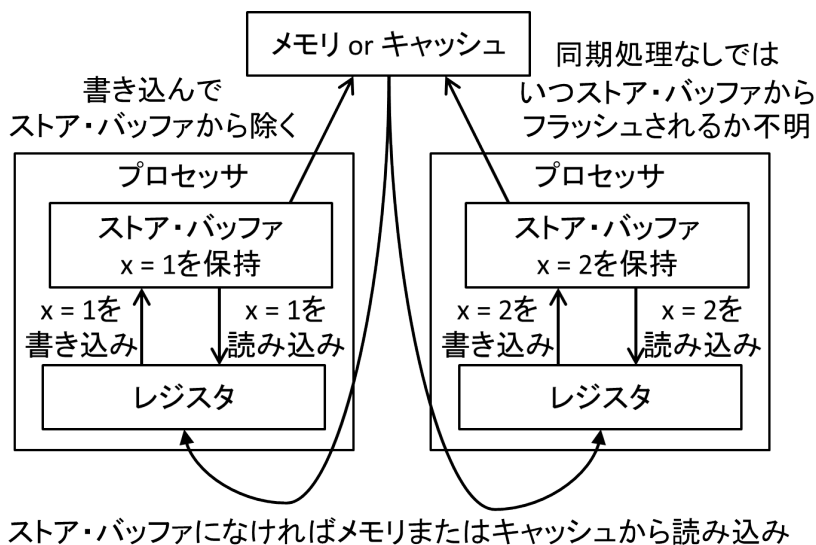 メモリ or キャッシュ
書き込んで
ストア・バッファから除く
同期処理なしでは
いつストア・バッファから
フラッシュされるか不明
プロセッサ
ストア・バッファ
x = 1を保持
x = 1を
書き込み
x = 1を
読み込み
レジスタ
プロセッサ
ストア・バッファ
x = 2を保持
x = 2を
書き込み
x = 2を
読み込み
レジスタ
ストア・バッファになければメモリまたはキャッシュから読み込み